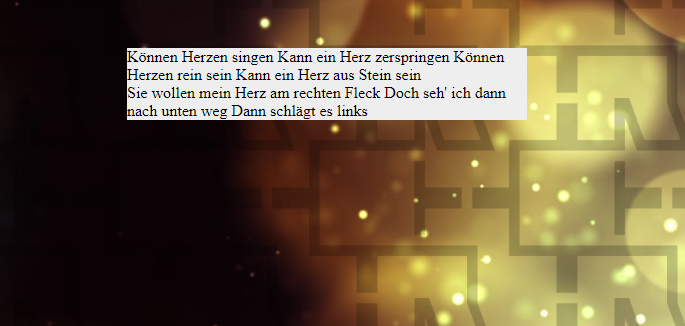 Können Herzen singen Kann ein Herz zerspringen Können
Herzen rein sein Kann ein Herz aus Stein sein
Sie wollen mein Herz am rechten Fleck Doch seh' ich dann
nach unten weg Dann schlägt es links